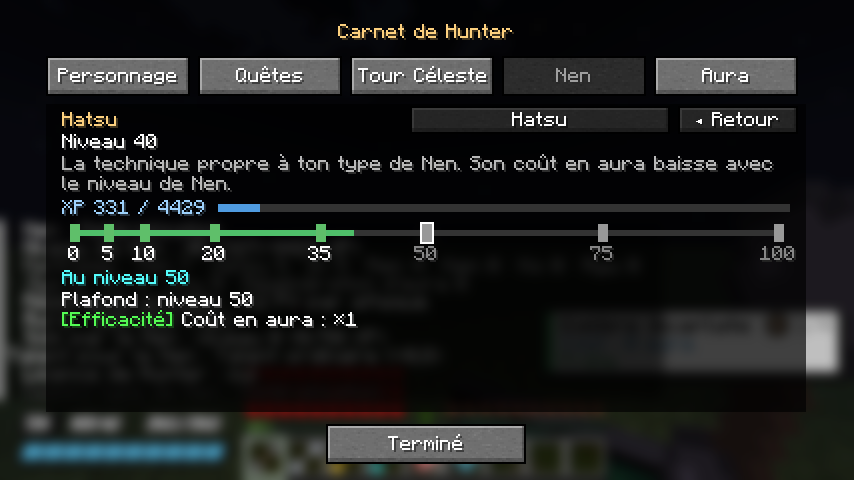 Carnet de Hunter
Personnage
Quêtes
Tour Céleste
Nen
Aura
Hatsu
Hatsu
◂ Retour
Niveau 40
La technique propre à ton type de Nen. Son coût en aura baisse avec
le niveau de Nen.
XP 331 / 4429
0 5 10 20 35 50 75 100
Au niveau 50
Plafond : niveau 50
[Efficacité] Coût en aura : ×1
Terminé